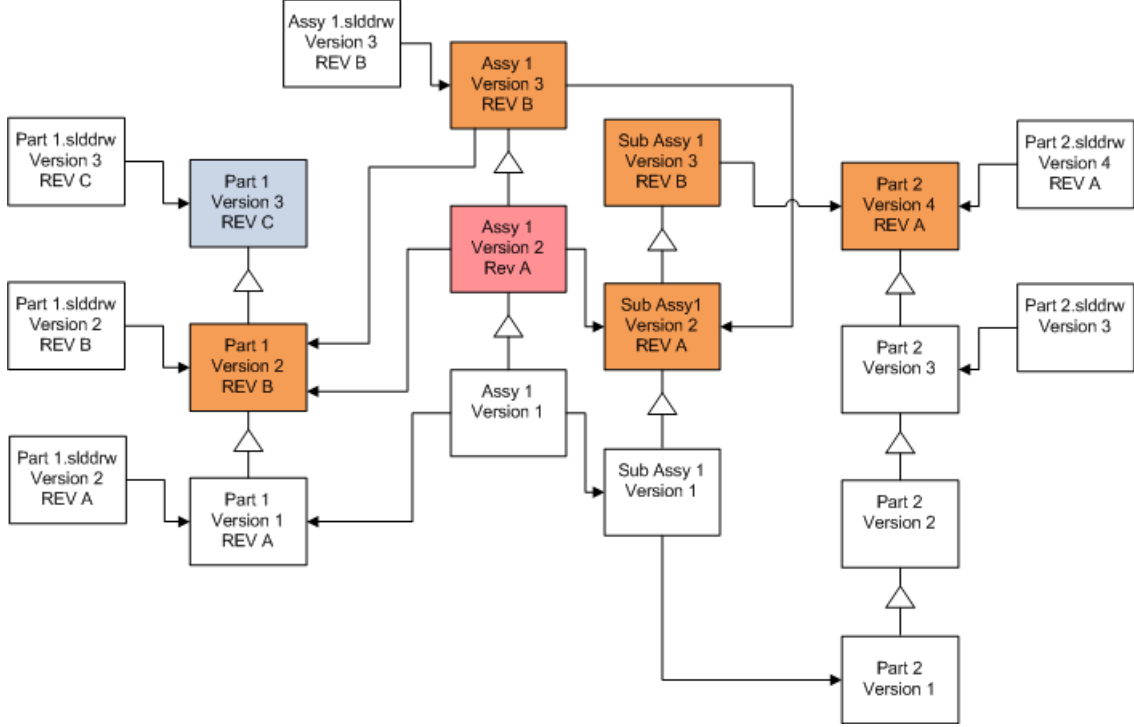 Assy 1.slddrw
Version 3
REV B
Assy 1
Version 3
REV B
Part 1.slddrw
Version 3
REV C
Part 1
Version 3
REV C
Sub Assy 1
Version 3
REV B
Part 2
Version 4
REV A
Part 2.slddrw
Version 4
REV A
Assy 1
Version 2
Rev A
Part 1.slddrw
Version 2
REV B
Part 1
Version 2
REV B
Sub Assy1
Version 2
REV A
Part 2
Version 3
Part 2.slddrw
Version 3
Assy 1
Version 1
Part 1.slddrw
Version 2
REV A
Part 1
Version 1
REV A
Sub Assy 1
Version 1
Part 2
Version 2
Part 2
Version 1